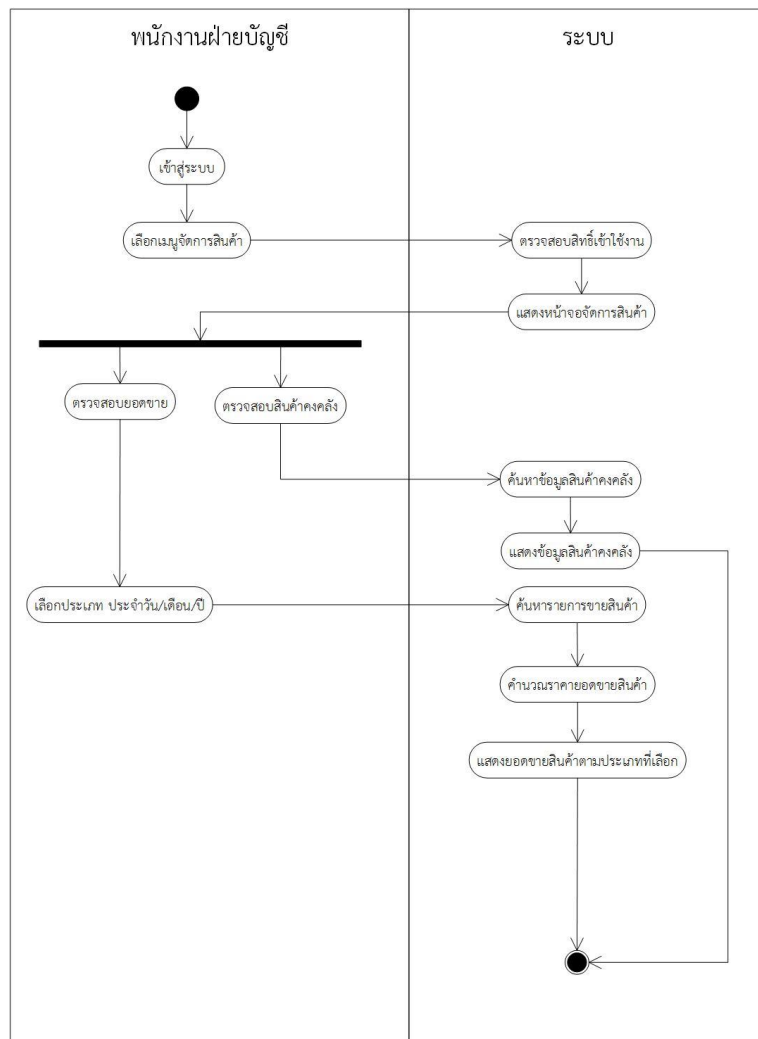 พนักงานฝ่ายบัญชี
ระบบ
เข้าสู่ระบบ
เลือกเมนูจัดการสินค้า
ตรวจสอบสิทธิ์เข้าใช้งาน
แสดงหน้าจอจัดการสินค้า
ตรวจสอบยอดขาย
ตรวจสอบสินค้าคงคลัง
ค้นหาข้อมูลสินค้าคงคลัง
แสดงข้อมูลสินค้าคงคลัง
เลือกประเภท ประจำวัน/เดือน/ปี
ค้นหารายการขายสินค้า
คำนวณราคายอดขายสินค้า
แสดงยอดขายสินค้าตามประเภทที่เลือก